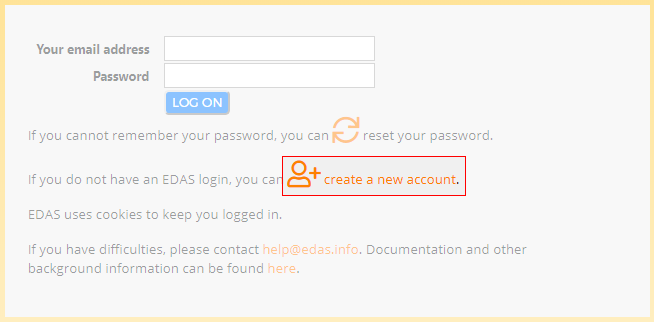 Your email address
Password
LOG ON
If you cannot remember your password, you can reset your password.
If you do not have an EDAS login, you can create a new account.
EDAS uses cookies to keep you logged in.
If you have difficulties, please contact help@edas.info. Documentation and other
background information can be found here.